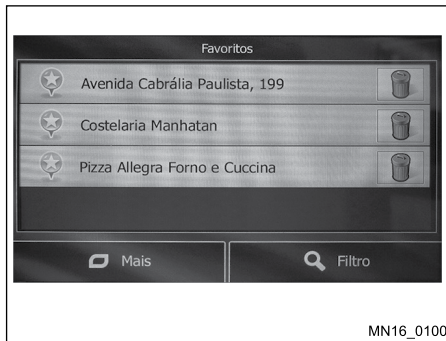 Favoritos
Avenida Cabrália Paulista, 199
Costelaria Manhatan
Pizza Allegra Forno e Cuccina
Mais
Filtro
MN16_0100